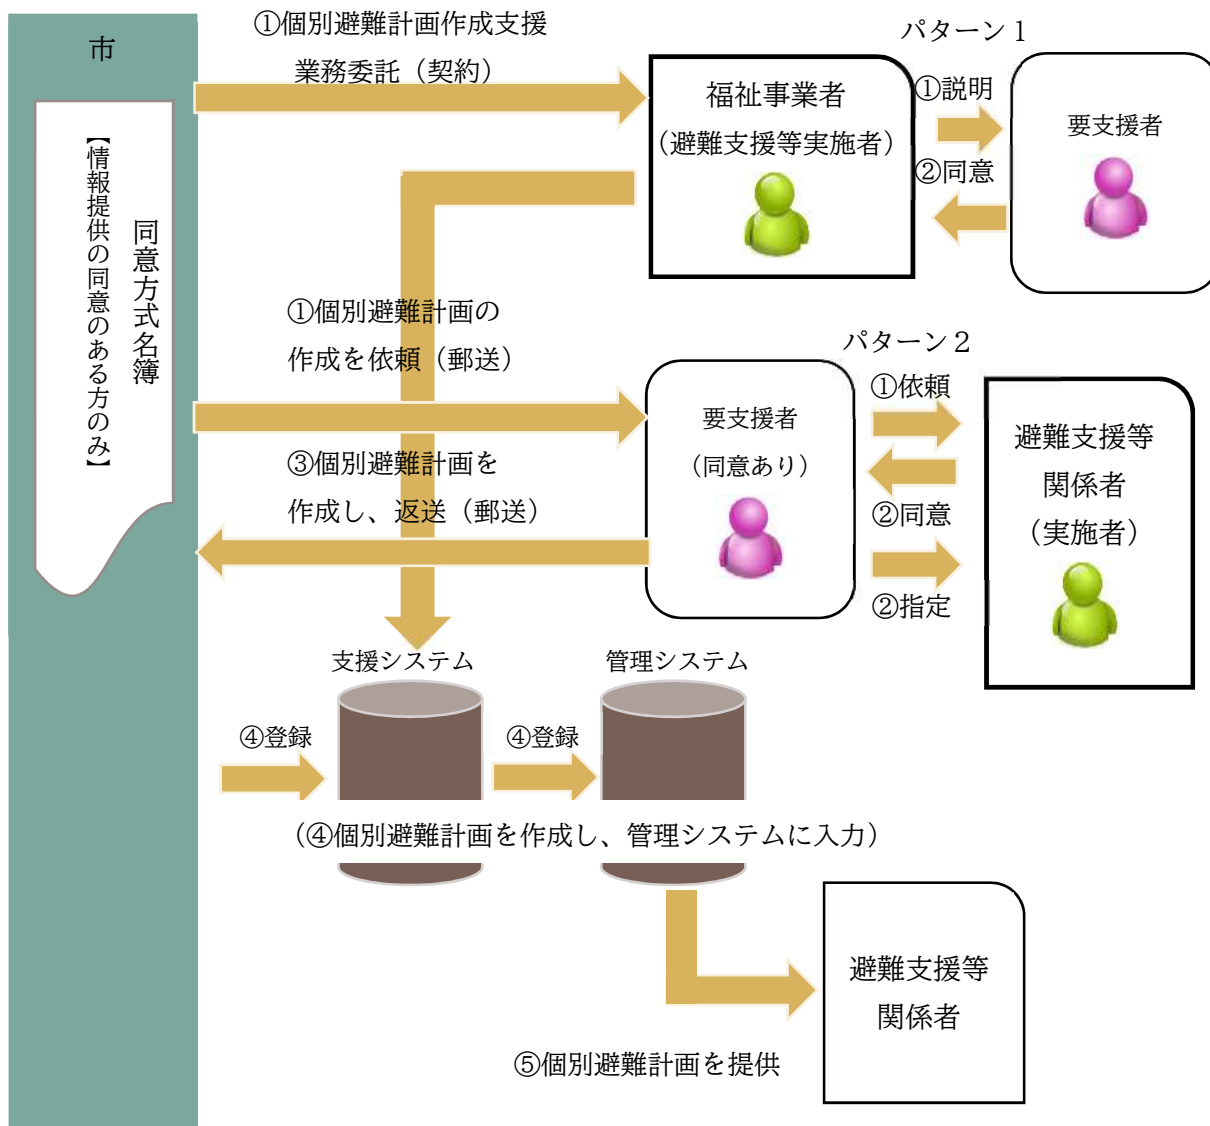 市
同意方式名簿
【情報提供の同意のある方のみ】
①個別避難計画作成支援
業務委託（契約）
パターン１
福祉事業者
（避難支援等実施者）
①説明
②同意
要支援者
①個別避難計画の
作成を依頼（郵送）
③個別避難計画を
作成し、返送（郵送）
パターン２
要支援者
（同意あり）
①依頼
②同意
②指定
避難支援等
関係者
（実施者）
支援システム
管理システム
④登録
④登録
（④個別避難計画を作成し、管理システムに入力）
避難支援等
関係者
⑤個別避難計画を提供